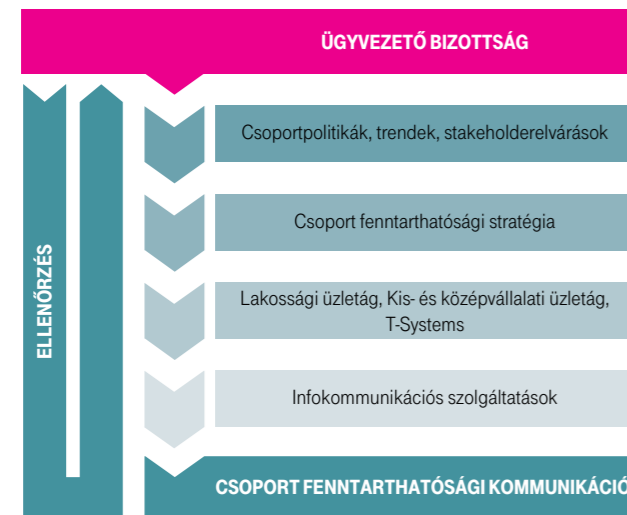 ÜGYVEZETŐ BIZOTTSÁG
ELLENŐRZÉS
Csoportpolitikák, trendek, stakeholderelvárások
Csoport fenntarthatósági stratégia
Lakossági üzletág, Kis- és középvállalati üzletág,
T-Systems
Infokommunikációs szolgáltatások
CSOPORT FENNTARTHATÓSÁGI KOMMUNIKÁCIÓ